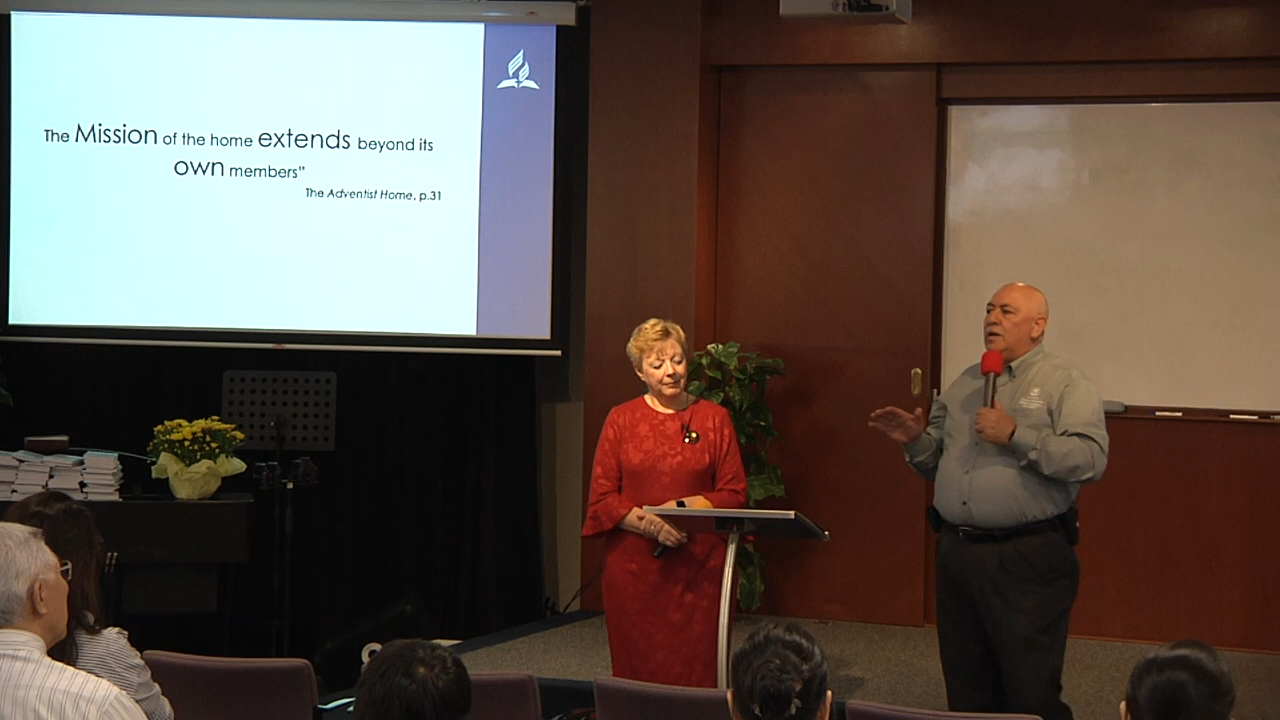 The Mission of the home extends beyond its
own members”
The Adventist Home, p.31